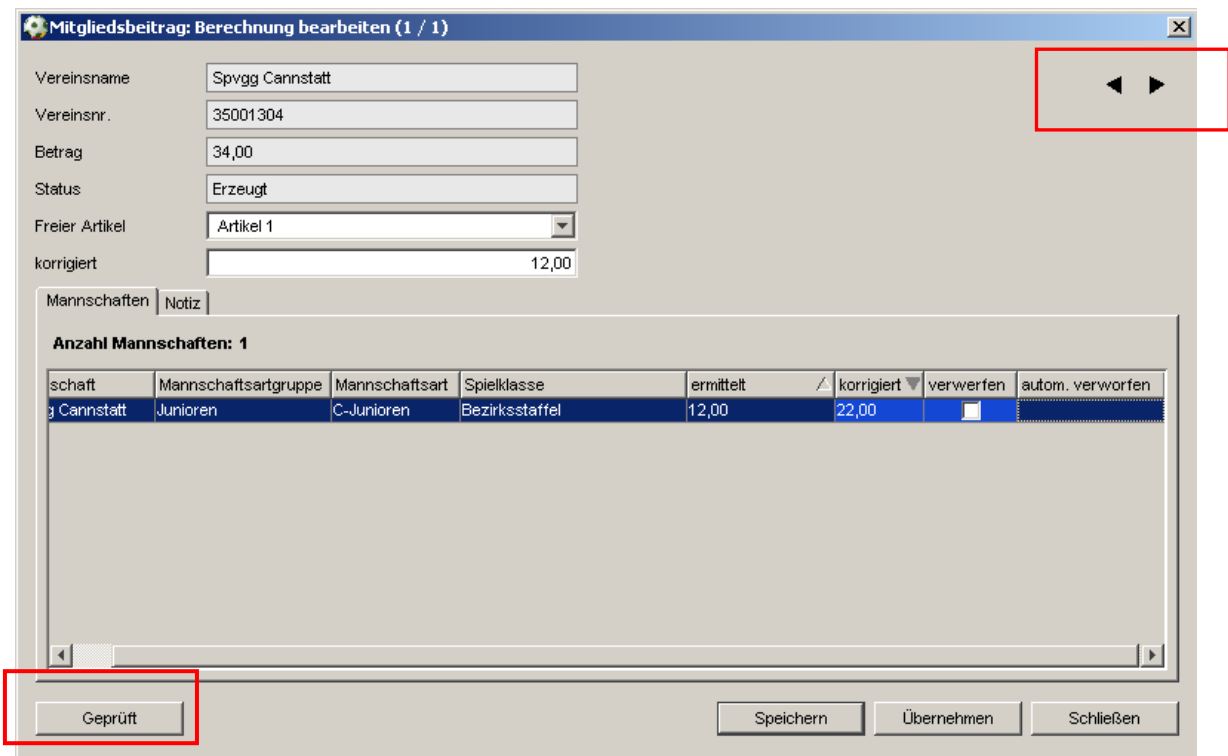 Mitgliedsbeitrag: Berechnung bearbeiten (1 / 1)
Vereinsname Spvgg Cannstatt
Vereinsnr. 35001304
Betrag 34,00
Status Erzeugt
Freier Artikel Artikel 1
korrigiert 12,00
Mannschaften Notiz
Anzahl Mannschaften: 1
schaft Mannschaftsartgruppe Mannschaftsart Spielklasse ermittelt korrigiert verwerfen autom. verworfen
g Cannstatt Junioren C-Junioren Bezirksstaffel 12,00 22,00
Geprüft Speichern Übernehmen Schließen